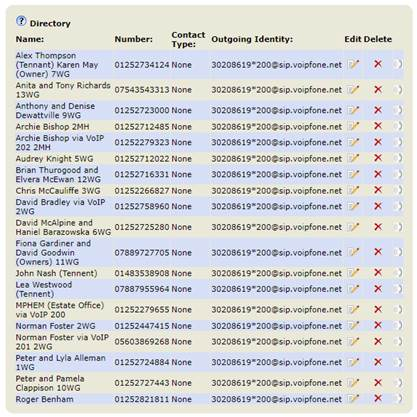 Directory
Name: Number: Contact Type: Outgoing Identity: Edit Delete
Alex Thompson
(Tennant) Karen May 01252734124 None 30208619*200@sip.voipfone.net
(Owner) 7WG
Anita and Tony Richards 07543543313 None 30208619*200@sip.voipfone.net
13WG
Anthony and Denise 01252723000 None 30208619*200@sip.voipfone.net
Dewattville 9WG
Archie Bishop 2MH 01252712485 None 30208619*200@sip.voipfone.net
Archie Bishop via VoIP 01252279323 None 30208619*200@sip.voipfone.net
202 2MH
Audrey Knight 5WG 01252712022 None 30208619*200@sip.voipfone.net
Brian Thurogood and 01252716331 None 30208619*200@sip.voipfone.net
Elvera McEwan 12WG
Chris McCauliffe 3WG 01252266827 None 30208619*200@sip.voipfone.net
David Bradley via VoIP 01252758960 None 30208619*200@sip.voipfone.net
2WG
David McAlpine and 01252725280 None 30208619*200@sip.voipfone.net
Haniel Barazowska 6WG
Fiona Gardiner and
David Goodwin 07889727705 None 30208619*200@sip.voipfone.net
(Owners) 11WG
John Nash (Tennent) 01483538908 None 30208619*200@sip.voipfone.net
Lea Westwood 07887955964 None 30208619*200@sip.voipfone.net
(Tennent)
MPHEM (Estate Office) 01252279655 None 30208619*200@sip.voipfone.net
via VoIP 200
Norman Foster 2WG 01252447415 None 30208619*200@sip.voipfone.net
Norman Foster via VoIP 05603869268 None 30208619*200@sip.voipfone.net
201 2WG
Peter and Lyla Alleman 01252724884 None 30208619*200@sip.voipfone.net
1WG
Peter and Pamela 01252727443 None 30208619*200@sip.voipfone.net
Clappison 10WG
Roger Benham 01252821811 None 30208619*200@sip.voipfone.net